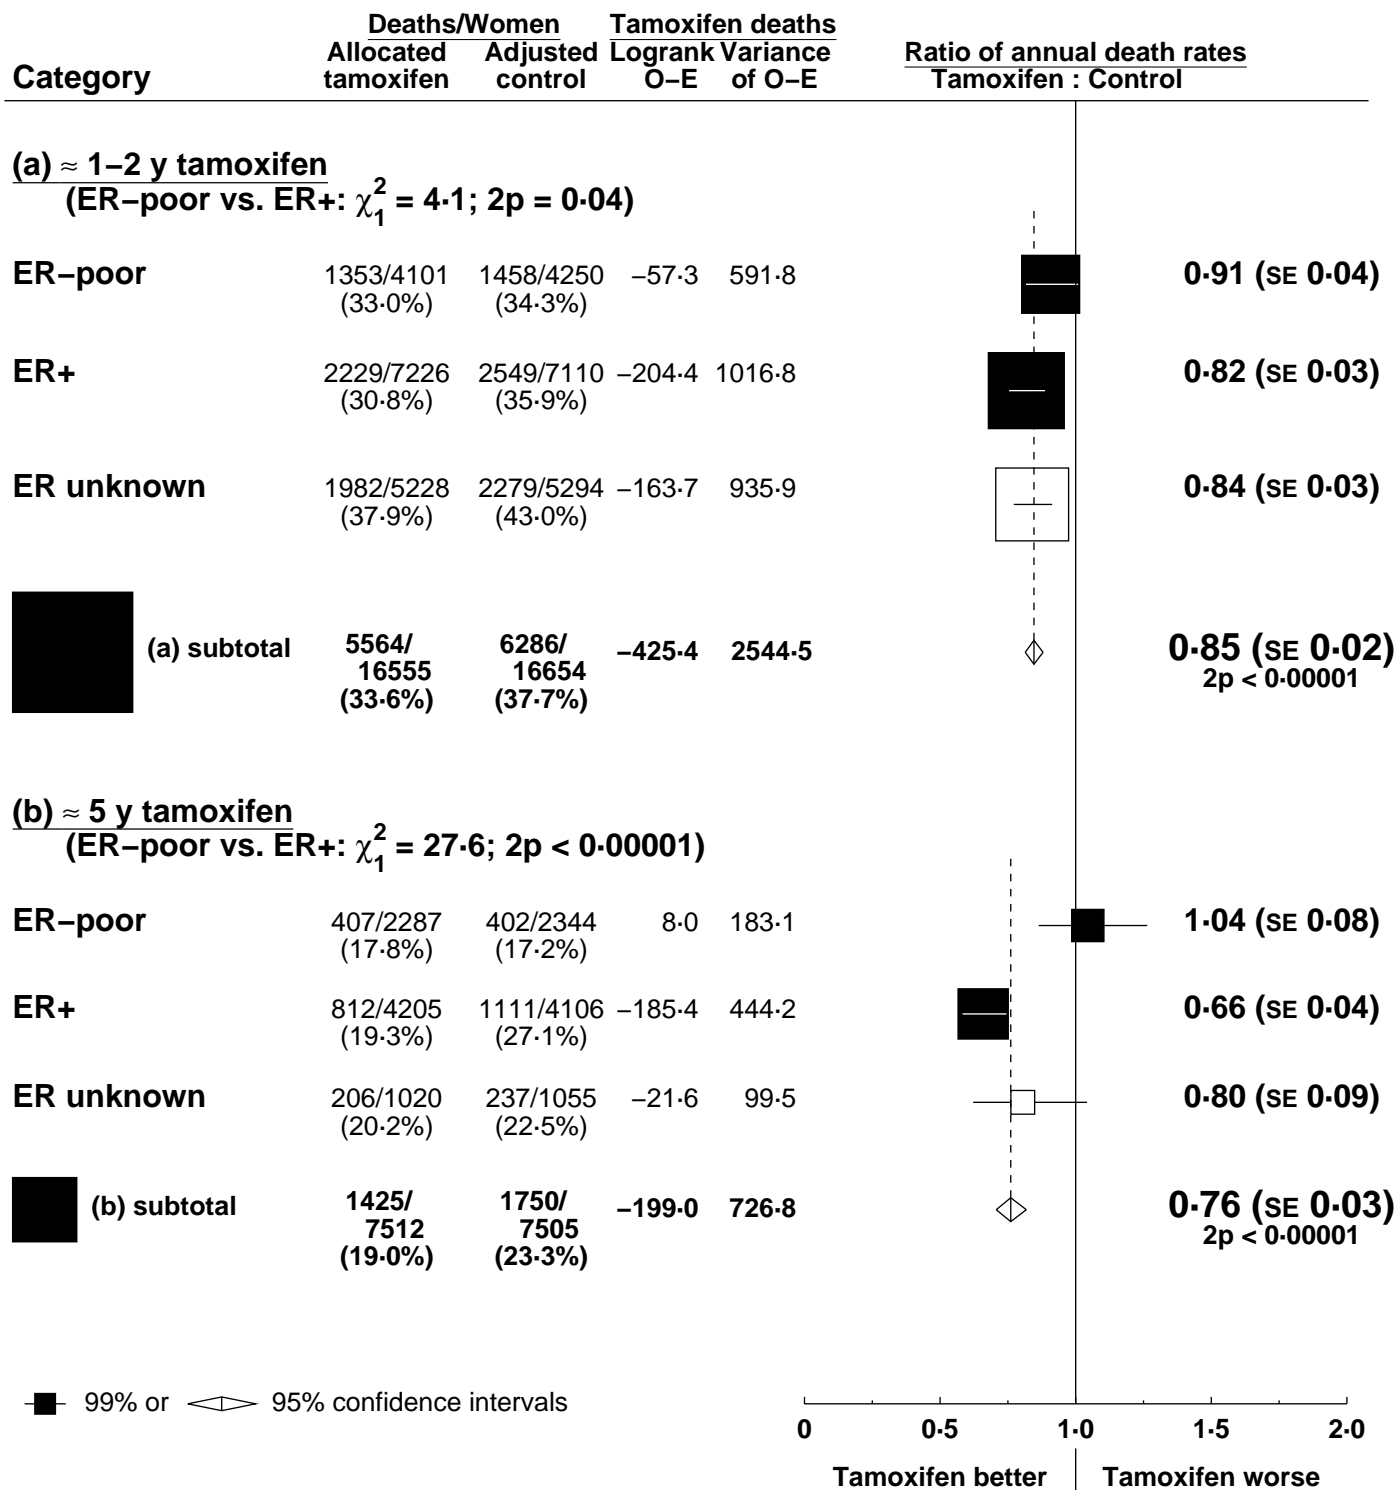 Deaths/Women Tamoxifen deaths
Allocated Adjusted Logrank Variance Ratio of annual death rates
Category tamoxifen control O–E of O–E Tamoxifen : Control
(a) ≈ 1–2 y tamoxifen
(ER–poor vs. ER+: χ²₁ = 4·1; 2p = 0·04)
ER–poor 1353/4101 1458/4250 –57·3 591·8 0·91 (SE 0·04)
(33·0%) (34·3%)
ER+ 2229/7226 2549/7110 –204·4 1016·8 0·82 (SE 0·03)
(30·8%) (35·9%)
ER unknown 1982/5228 2279/5294 –163·7 935·9 0·84 (SE 0·03)
(37·9%) (43·0%)
(a) subtotal 5564/ 6286/ –425·4 2544·5 0·85 (SE 0·02)
16555 16654 2p < 0·00001
(33·6%) (37·7%)
(b) ≈ 5 y tamoxifen
(ER–poor vs. ER+: χ²₁ = 27·6; 2p < 0·00001)
ER–poor 407/2287 402/2344 8·0 183·1 1·04 (SE 0·08)
(17·8%) (17·2%)
ER+ 812/4205 1111/4106 –185·4 444·2 0·66 (SE 0·04)
(19·3%) (27·1%)
ER unknown 206/1020 237/1055 –21·6 99·5 0·80 (SE 0·09)
(20·2%) (22·5%)
(b) subtotal 1425/ 1750/ –199·0 726·8 0·76 (SE 0·03)
7512 7505 2p < 0·00001
(19·0%) (23·3%)
99% or 95% confidence intervals
0 0·5 1·0 1·5 2·0
Tamoxifen better Tamoxifen worse